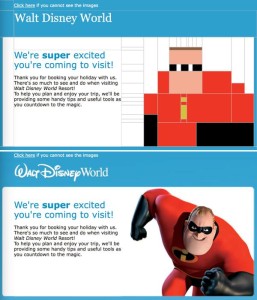 Click here if you cannot see the images
Walt Disney World
We're super excited
you're coming to visit!
Thank you for booking your holiday with us.
There's so much to see and do when visiting
Walt Disney World Resort!
To help you plan and enjoy your trip, we'll be
providing some handy tips and useful tools as
you countdown to the magic.
Click here if you cannot see the images
Walt Disney World
We're super excited
you're coming to visit!
Thank you for booking your holiday with us.
There's so much to see and do when visiting
Walt Disney World Resort!
To help you plan and enjoy your trip, we'll be
providing some handy tips and useful tools as
you countdown to the magic.